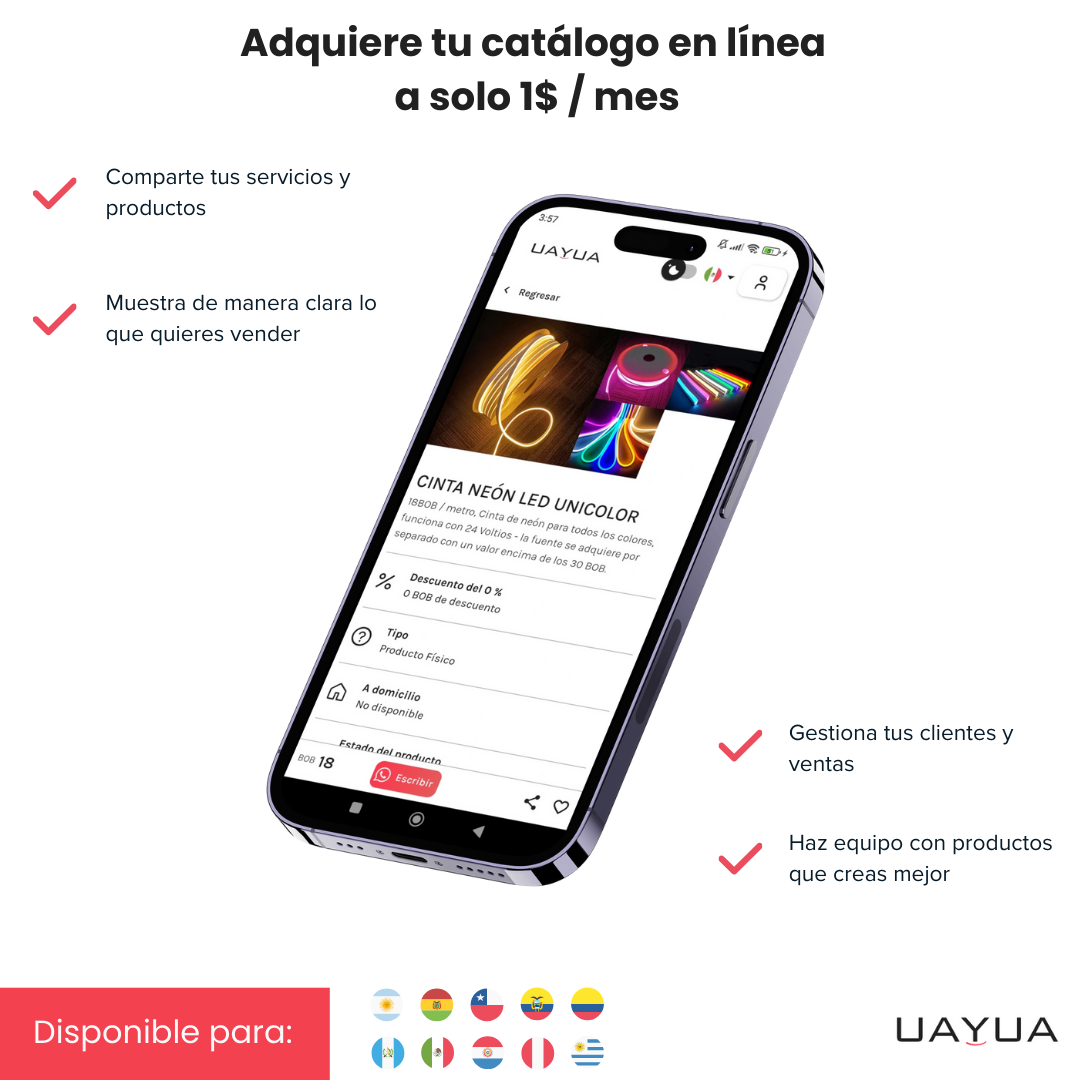 Adquiere tu catálogo en línea
a solo 1$ / mes
Comparte tus servicios y
productos
Muestra de manera clara lo
que quieres vender
3:57
UAYUA
Regresar
CINTA NEÓN LED UNICOLOR
18BOB / metro, Cinta de neón para todos los colores,
funciona con 24 Voltios - la fuente se adquiere por
separado con un valor encima de los 30 BOB.
Descuento del 0 %
0 BOB de descuento
Tipo
Producto Físico
A domicilio
No disponible
Estado del producto
BOB 18
Escribir
Gestiona tus clientes y
ventas
Haz equipo con productos
que creas mejor
Disponible para:
UAYUA